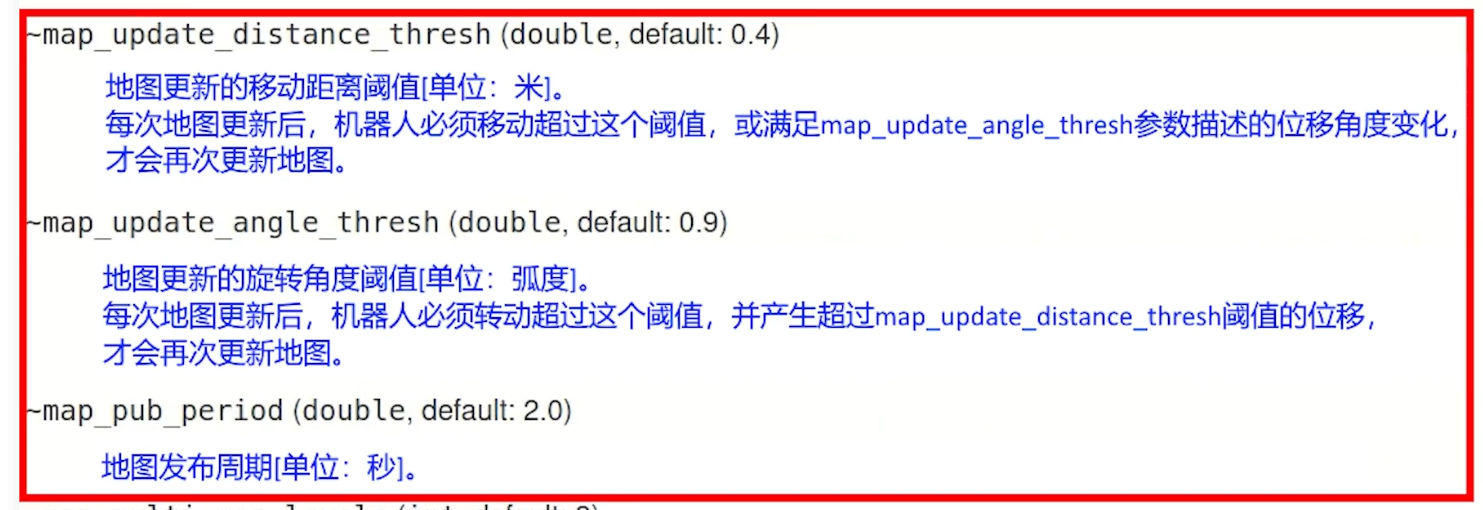 ~map_update_distance_thresh (double, default: 0.4)
地图更新的移动距离阈值[单位：米]。
每次地图更新后，机器人必须移动超过这个阈值，或满足map_update_angle_thresh参数描述的位移角度变化，
才会再次更新地图。
~map_update_angle_thresh (double, default: 0.9)
地图更新的旋转角度阈值[单位：弧度]。
每次地图更新后，机器人必须转动超过这个阈值，并产生超过map_update_distance_thresh阈值的位移，
才会再次更新地图。
~map_pub_period (double, default: 2.0)
地图发布周期[单位：秒]。